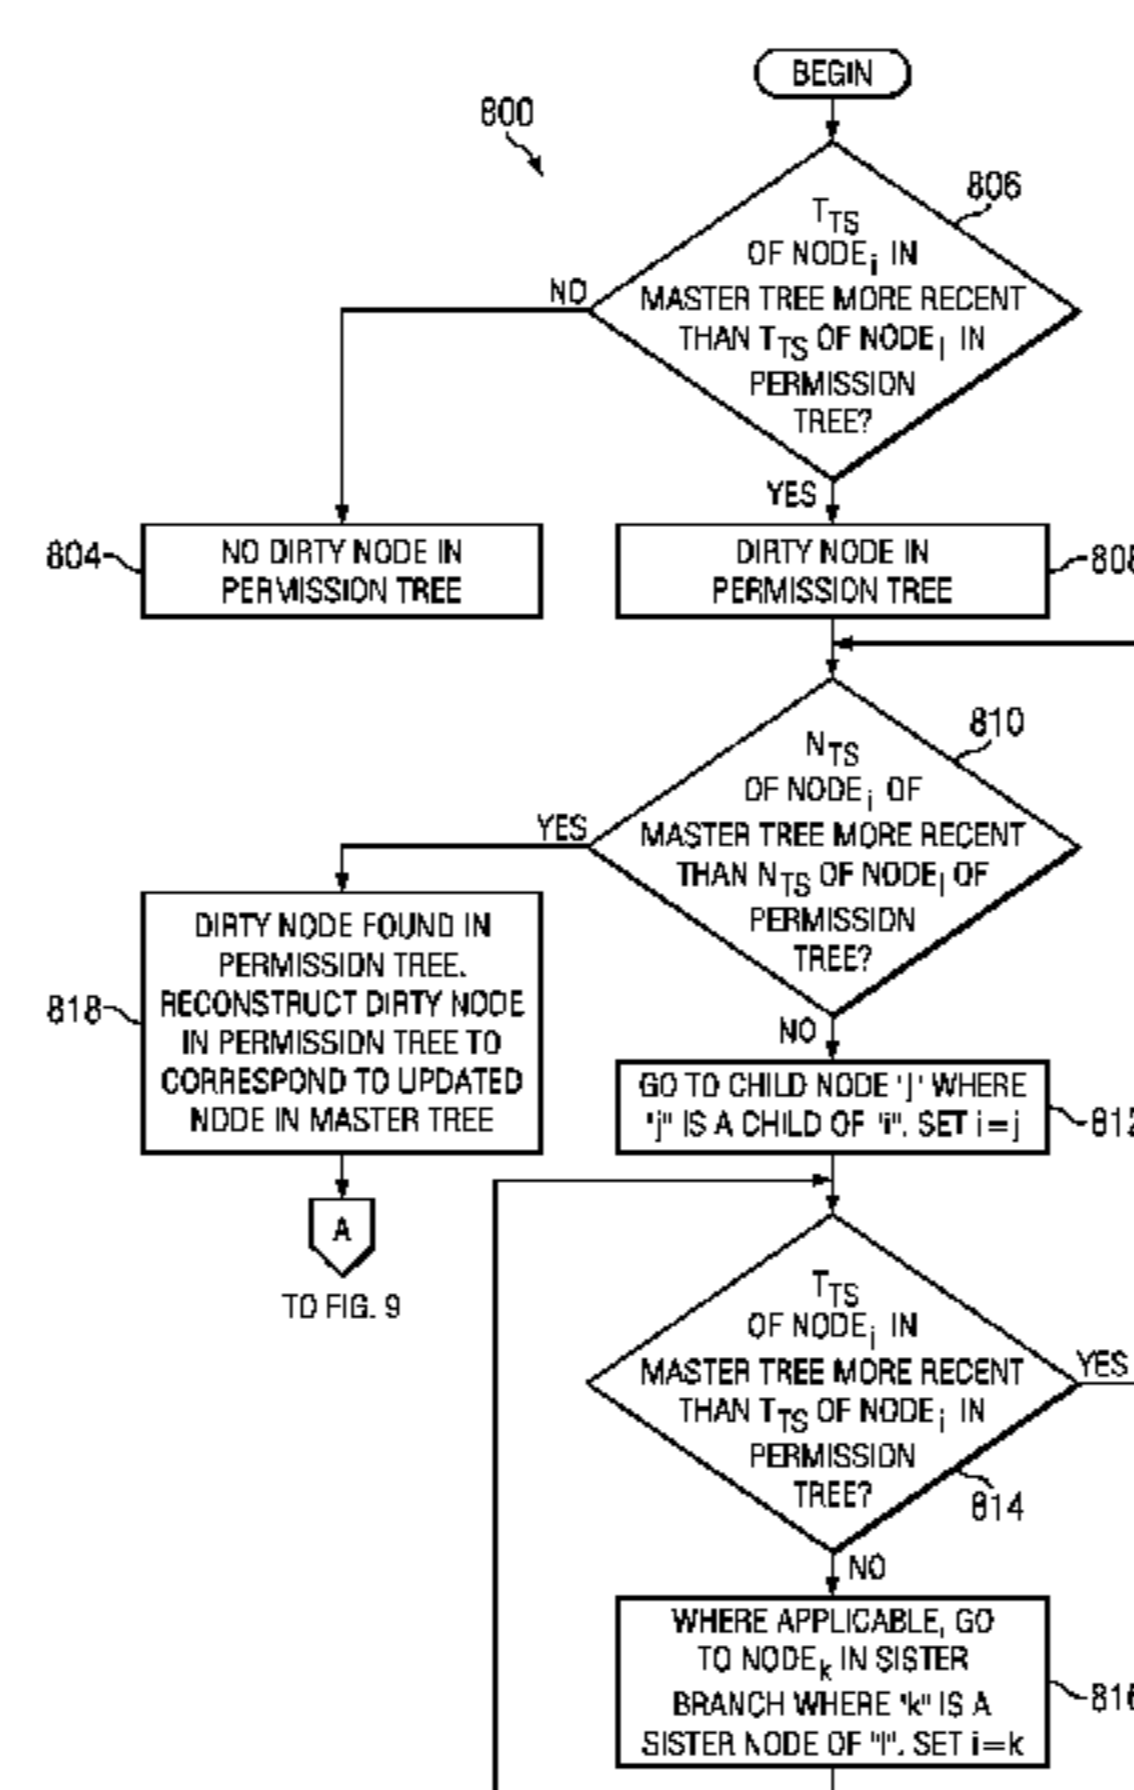 BEGIN
800
806
T_TS
OF NODE_i IN
MASTER TREE MORE RECENT
THAN T_TS OF NODE_i IN
PERMISSION
TREE?
NO
YES
804
NO DIRTY NODE IN
PERMISSION TREE
DIRTY NODE IN
PERMISSION TREE
808
810
N_TS
OF NODE_i OF
MASTER TREE MORE RECENT
THAN N_TS OF NODE_i OF
PERMISSION
TREE?
YES
NO
818
DIRTY NODE FOUND IN
PERMISSION TREE.
RECONSTRUCT DIRTY NODE
IN PERMISSION TREE TO
CORRESPOND TO UPDATED
NODE IN MASTER TREE
A
TO FIG. 9
GO TO CHILD NODE 'j' WHERE
"j" IS A CHILD OF "i". SET i=j
812
T_TS
OF NODE_i IN
MASTER TREE MORE RECENT
THAN T_TS OF NODE_i IN
PERMISSION
TREE?
YES
814
NO
WHERE APPLICABLE, GO
TO NODE_k IN SISTER
BRANCH WHERE "k" IS A
SISTER NODE OF "i". SET i=k
816